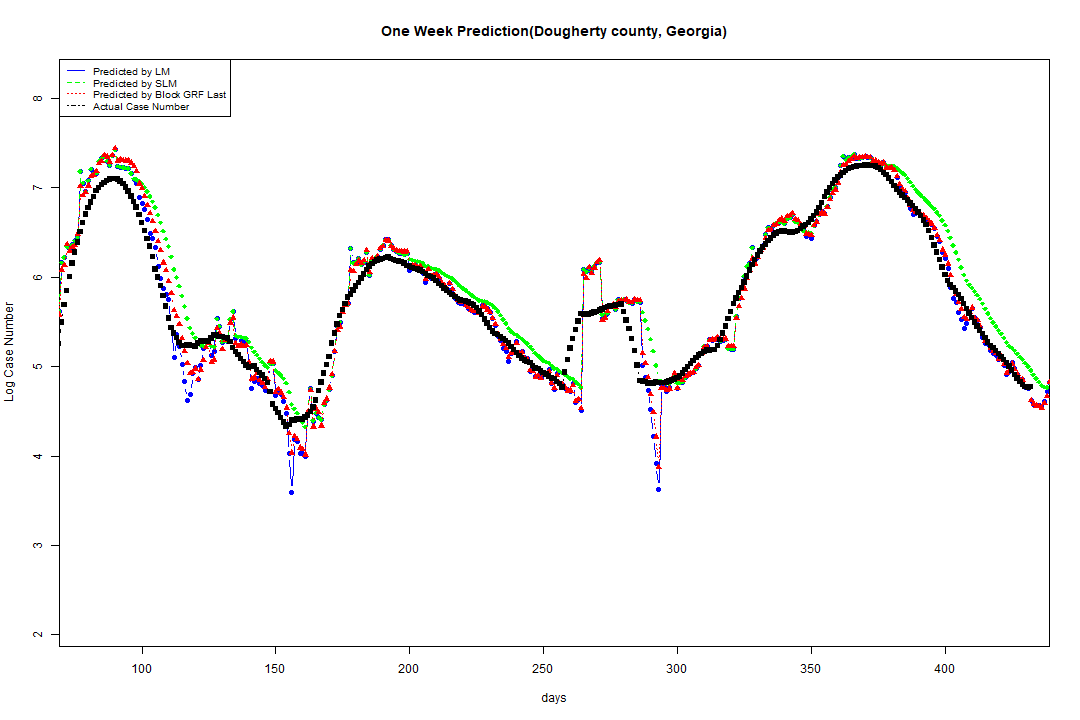 One Week Prediction(Dougherty county, Georgia)
Predicted by LM
Predicted by SLM
Predicted by Block GRF Last
Actual Case Number
8
7
6
5
4
3
2
Log Case Number
100 150 200 250 300 350 400
days